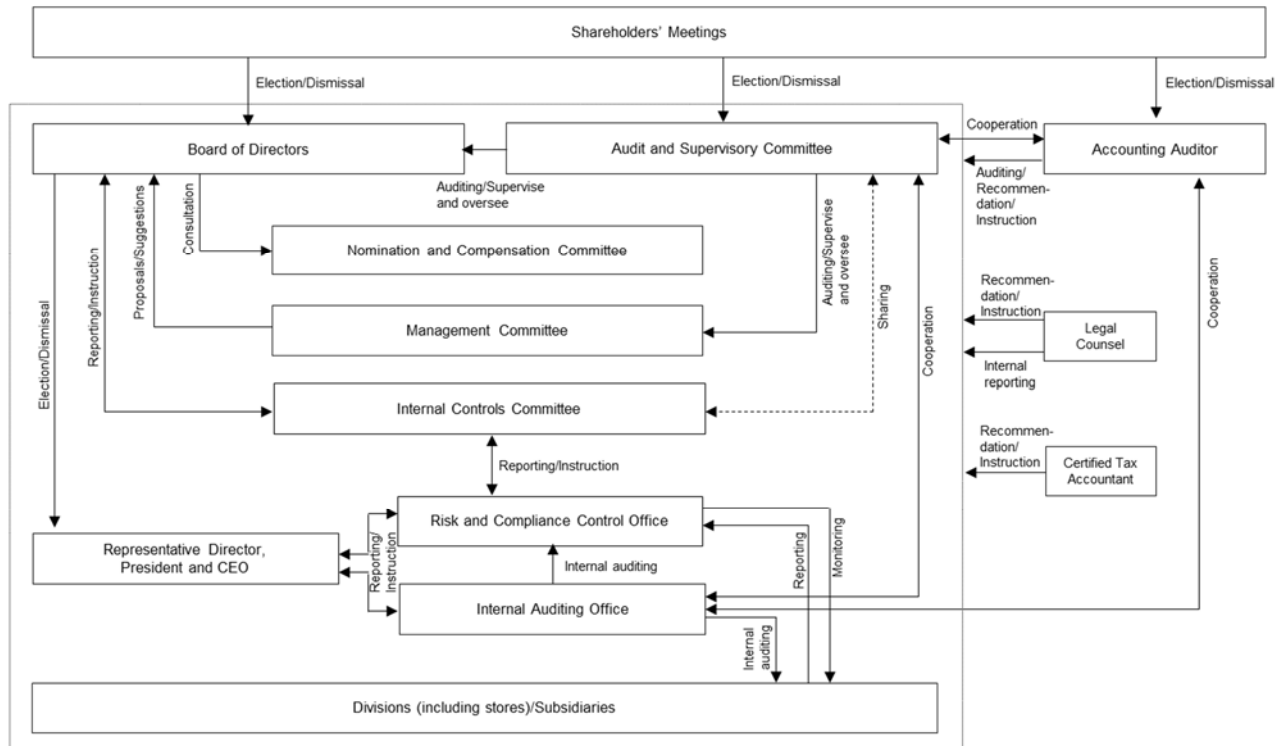 Shareholders' Meetings
Election/Dismissal
Election/Dismissal
Election/Dismissal
Board of Directors
Audit and Supervisory Committee
Cooperation
Accounting Auditor
Auditing/Supervise
and oversee
Auditing/
Recommen-
dation/
Instruction
Election/Dismissal
Reporting/Instruction
Proposals/Suggestions
Consultation
Nomination and Compensation Committee
Auditing/Supervise
and oversee
Sharing
Cooperation
Cooperation
Management Committee
Recommen-
dation/
Instruction
Legal
Counsel
Internal
reporting
Internal Controls Committee
Reporting/Instruction
Recommen-
dation/
Instruction
Certified Tax
Accountant
Risk and Compliance Control Office
Representative Director,
President and CEO
Reporting/
Instruction
Internal auditing
Reporting
Monitoring
Internal Auditing Office
Internal
auditing
Divisions (including stores)/Subsidiaries